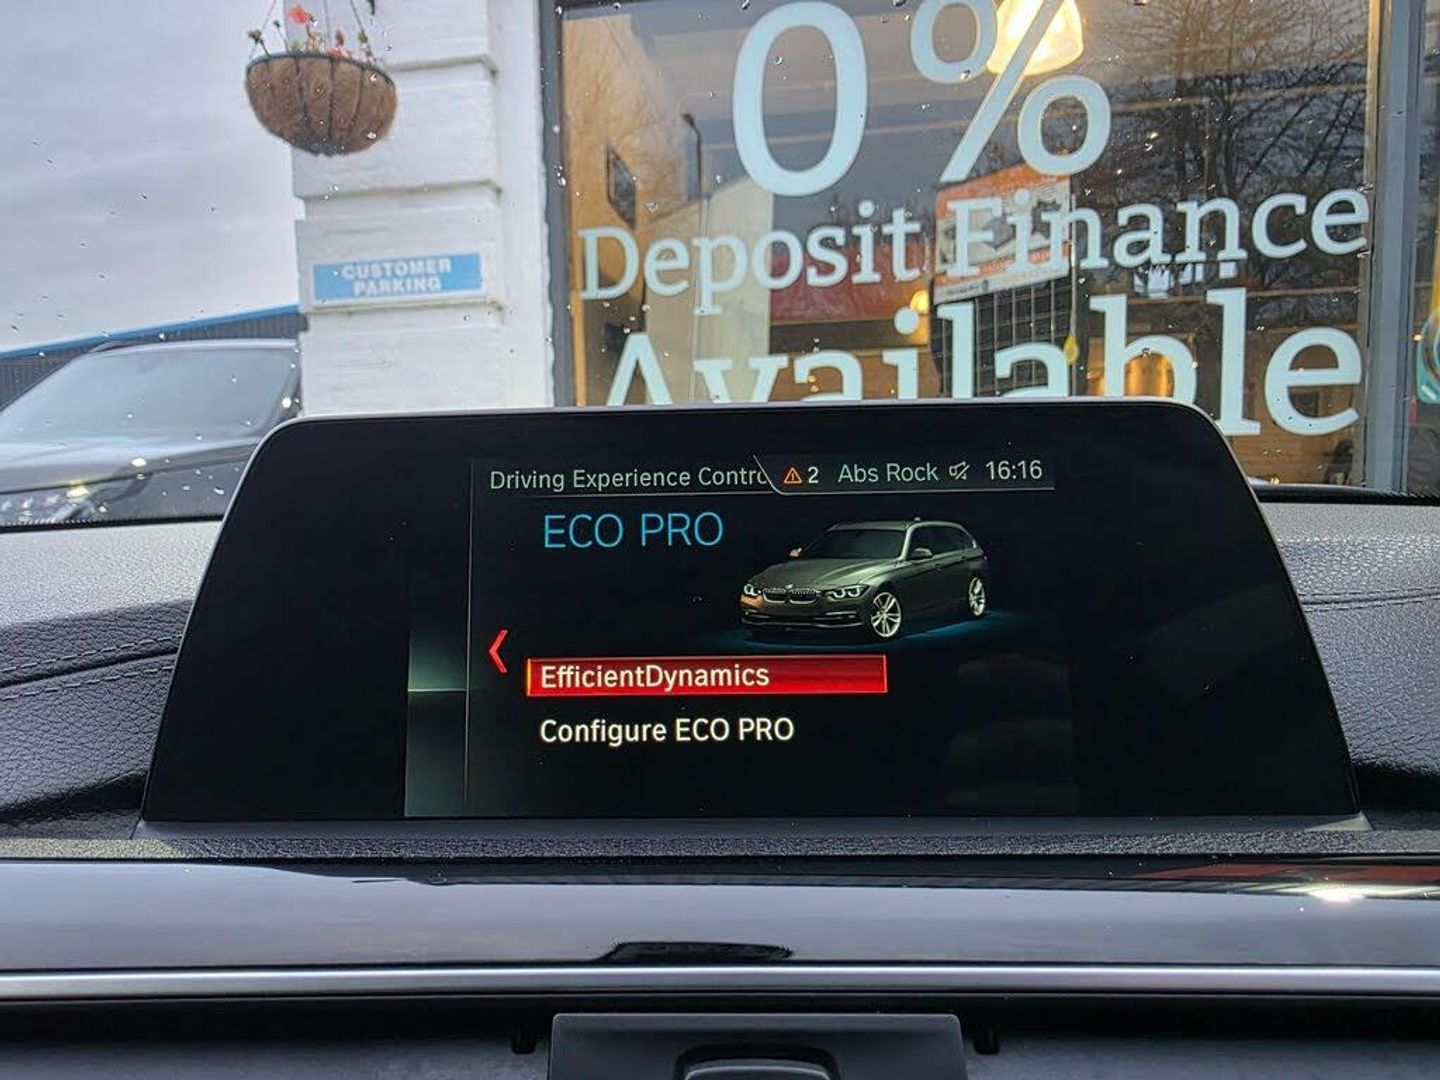 0%
Deposit Finance
Available
CUSTOMER
PARKING
Driving Experience Contro
2 Abs Rock 16:16
ECO PRO
EfficientDynamics
Configure ECO PRO